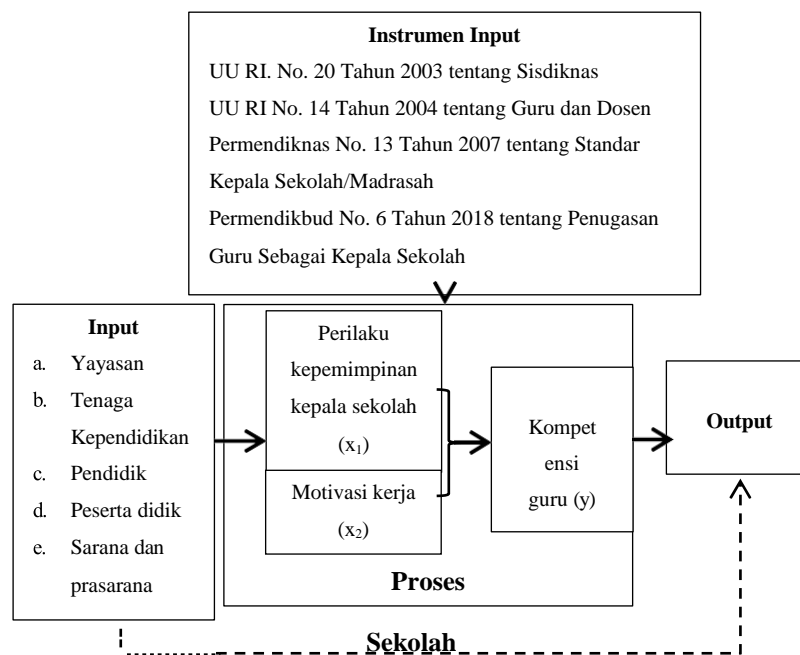 Instrumen Input
UU RI. No. 20 Tahun 2003 tentang Sisdiknas
UU RI No. 14 Tahun 2004 tentang Guru dan Dosen
Permendiknas No. 13 Tahun 2007 tentang Standar
Kepala Sekolah/Madrasah
Permendikbud No. 6 Tahun 2018 tentang Penugasan
Guru Sebagai Kepala Sekolah
Input
a. Yayasan
b. Tenaga
Kependidikan
c. Pendidik
d. Peserta didik
e. Sarana dan
prasarana
Perilaku
kepemimpinan
kepala sekolah
(x₁)
Motivasi kerja
(x₂)
Kompet
ensi
guru (y)
Proses
Output
Sekolah